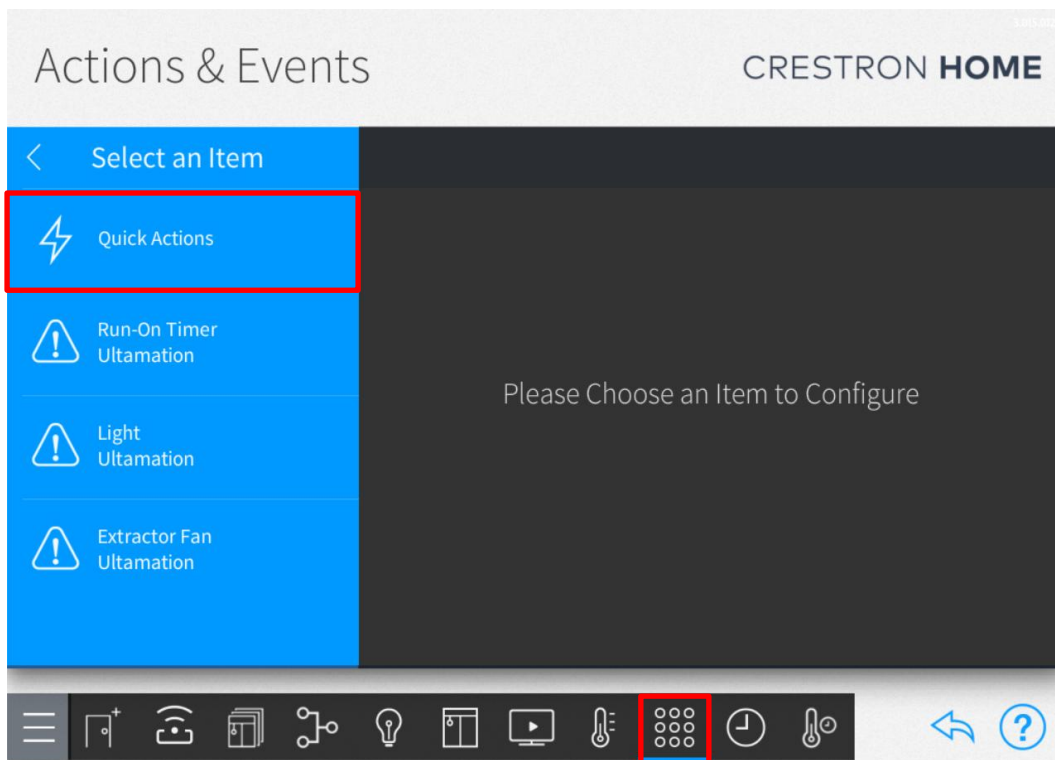 Actions & Events
CRESTRON HOME
Select an Item
Quick Actions
Run-On Timer
Ultamation
Light
Ultamation
Extractor Fan
Ultamation
Please Choose an Item to Configure
?